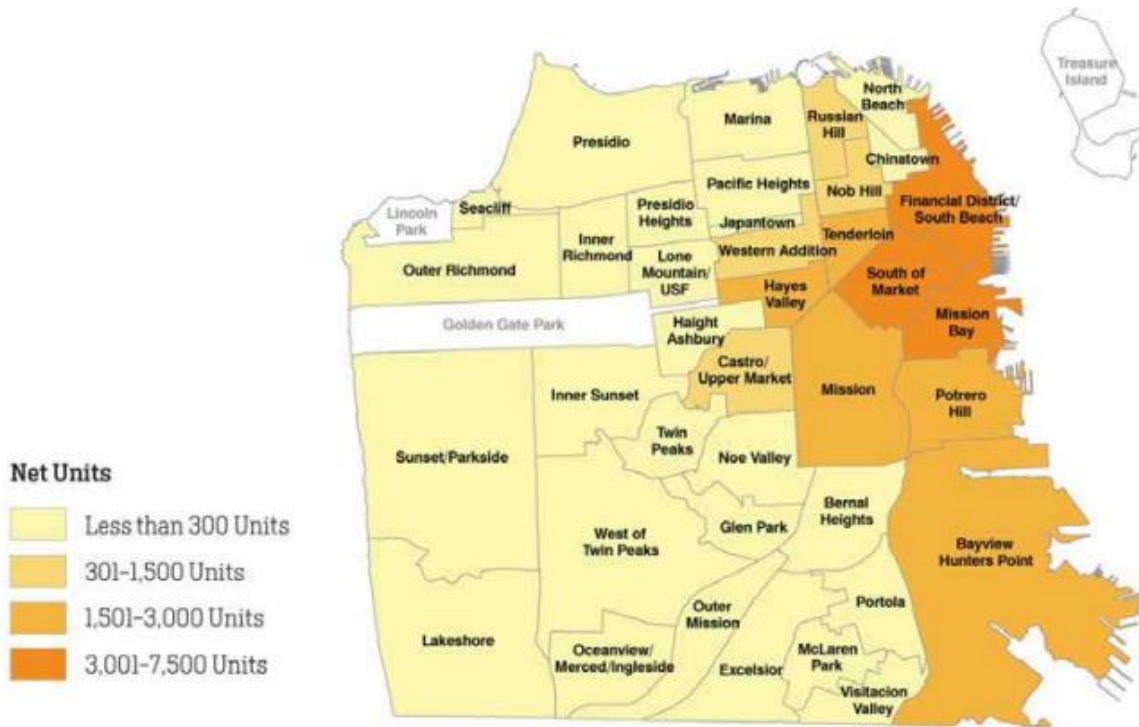 Treasure
Island
North
Beach
Russian
Hill
Marina
Presidio
Chinatown
Pacific Heights
Nob Hill
Seacliff
Lincoln
Park
Presidio
Heights
Financial District/
South Beach
Japantown
Tenderloin
Inner
Richmond
Western Addition
Outer Richmond
Lone
Mountain/
USF
South of
Market
Hayes
Valley
Golden Gate Park
Haight
Ashbury
Mission
Bay
Castro/
Upper Market
Mission
Potrero
Hill
Inner Sunset
Twin
Peaks
Sunset/Parkside
Noe Valley
Net Units
Less than 300 Units
301-1,500 Units
1,501-3,000 Units
3,001-7,500 Units
Bernal
Heights
Glen Park
West of
Twin Peaks
Bayview
Hunters Point
Outer
Mission
Portola
Lakeshore
Oceanview/
Merced/Ingleside
McLaren
Park
Excelsior
Visitacion
Valley